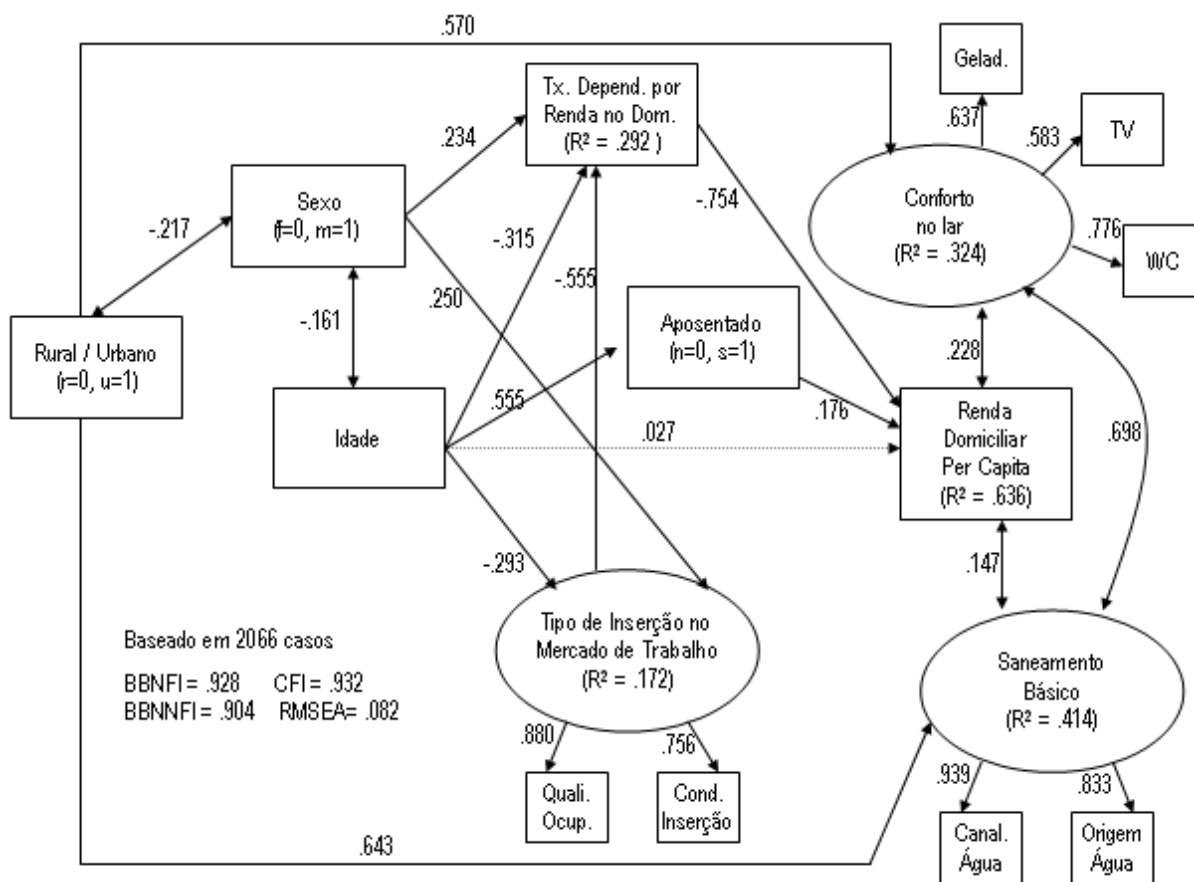 .570
Gelad.
Tx. Depend. por
Renda no Dom.
(R² = .292 )
.637
.583
TV
.234
Sexo
(f=0, m=1)
Conforto
no lar
(R² = .324)
-.754
-.217
-.315
.776
WC
-.555
.250
-.161
Aposentado
(n=0, s=1)
Rural / Urbano
(r=0, u=1)
.228
.555
.176
Idade
.027
Renda
Domiciliar
Per Capita
(R² = .636)
.698
-.293
.147
Tipo de Inserção no
Mercado de Trabalho
(R² = .172)
Baseado em 2066 casos
BBNFI = .928 CFI = .932
BBNNFI = .904 RMSEA= .082
Saneamento
Básico
(R² = .414)
.880
.756
.939
.833
Quali.
Ocup.
Cond.
Inserção
Canal.
Água
Origem
Água
.643